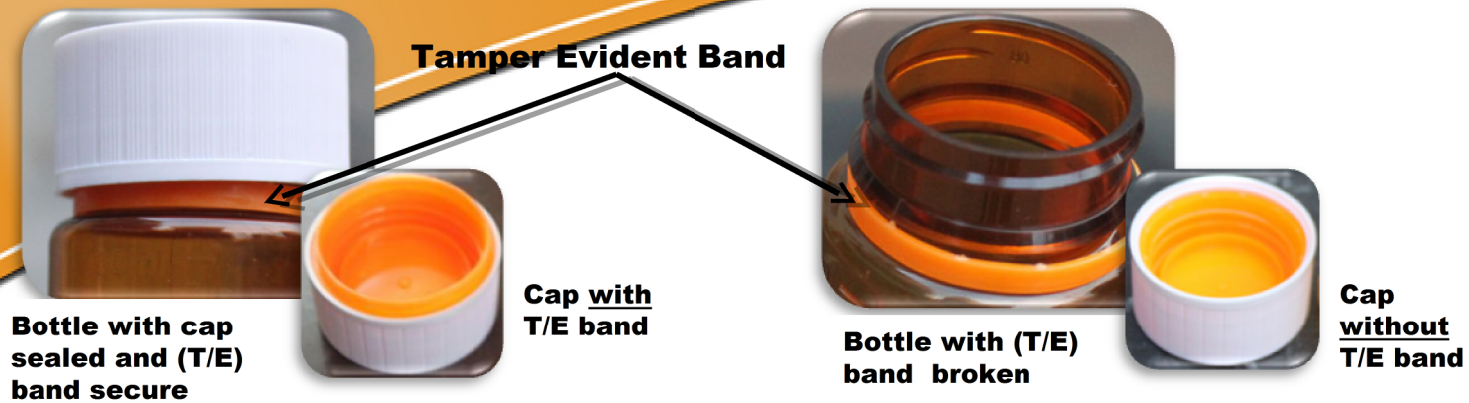 Tamper Evident Band
Bottle with cap
sealed and (T/E)
band secure
Cap with
T/E band
Bottle with (T/E)
band broken
Cap
without
T/E band